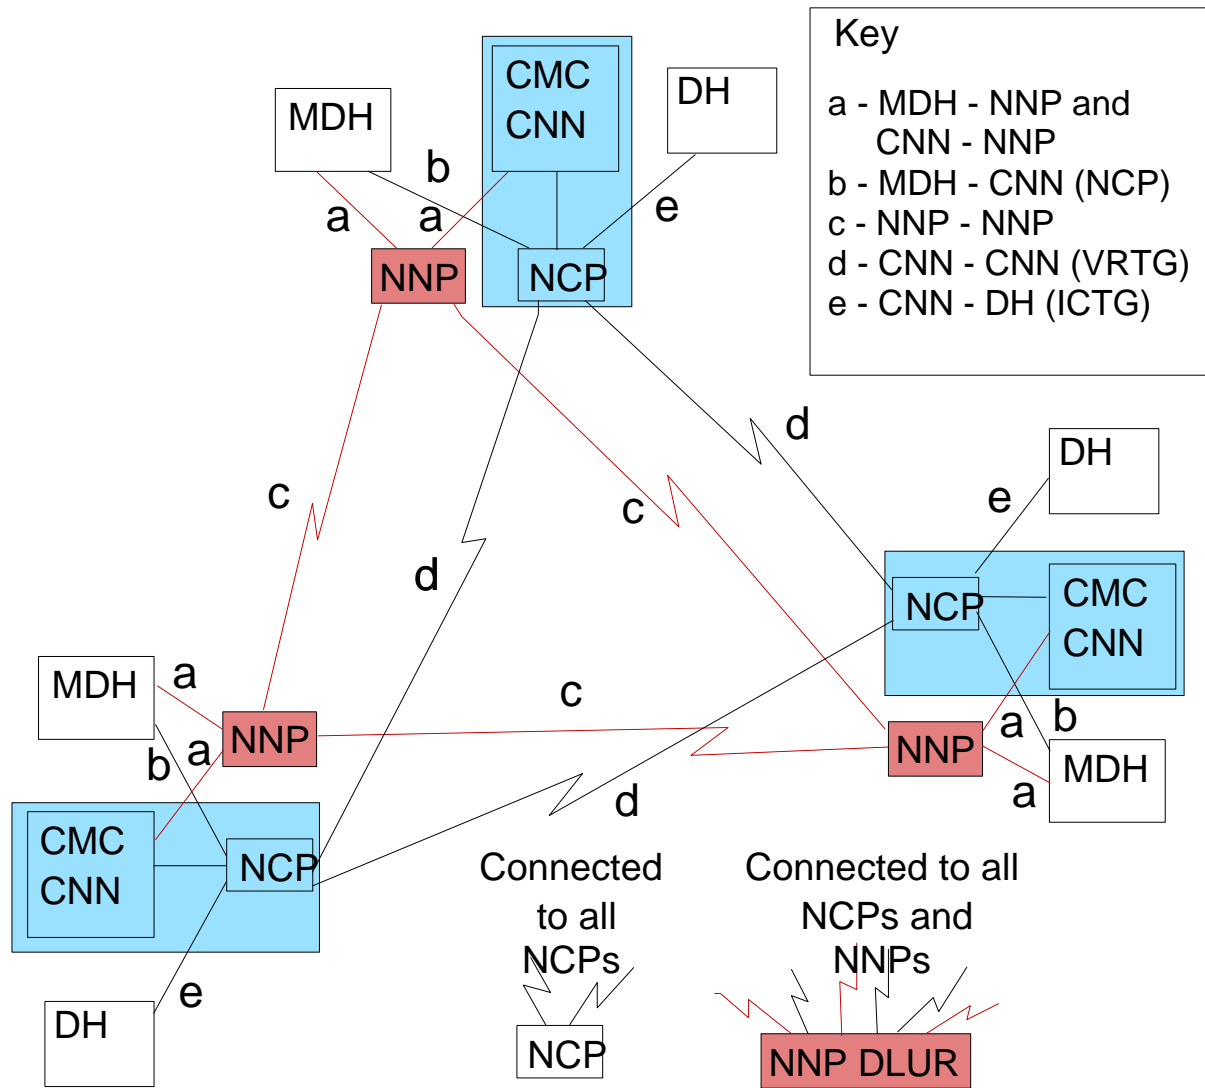 Key
a - MDH - NNP and
CNN - NNP
b - MDH - CNN (NCP)
c - NNP - NNP
d - CNN - CNN (VRTG)
e - CNN - DH (ICTG)
MDH
CMC
CNN
DH
b
a
a
e
NNP
NCP
d
c
c
d
DH
e
NCP
CMC
CNN
MDH
a
c
a
b
NNP
a
NNP
b
MDH
a
d
CMC
CNN
NCP
e
DH
Connected
to all
NCPs
NCP
Connected to all
NCPs and
NNPs
NNP DLUR